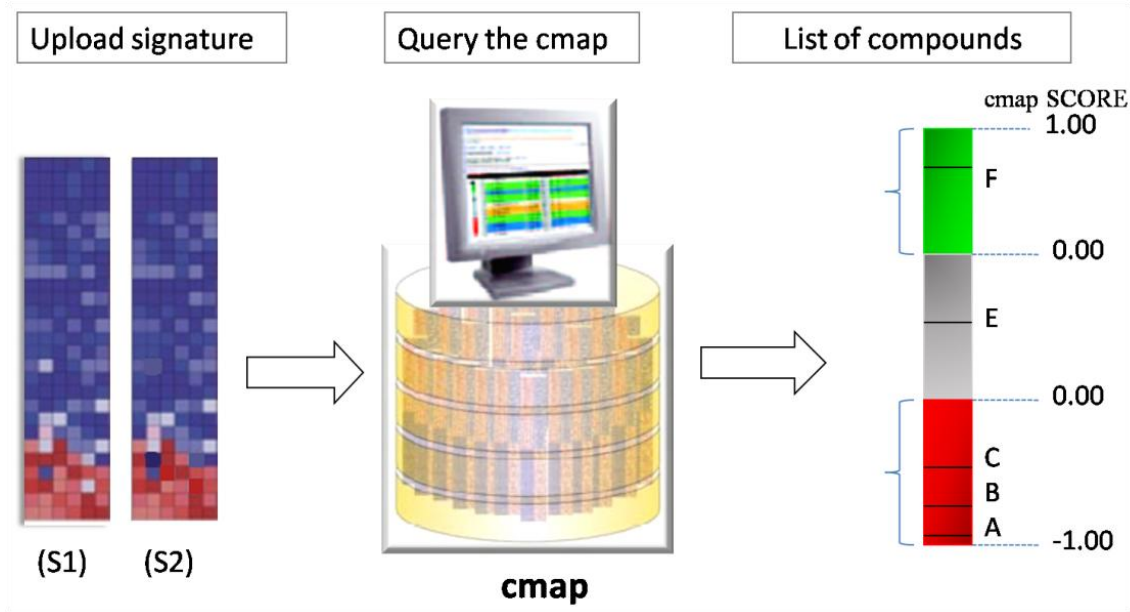 Upload signature
Query the cmap
List of compounds
cmap SCORE
1.00
F
0.00
E
0.00
C
B
A
-1.00
(S1)
(S2)
cmap